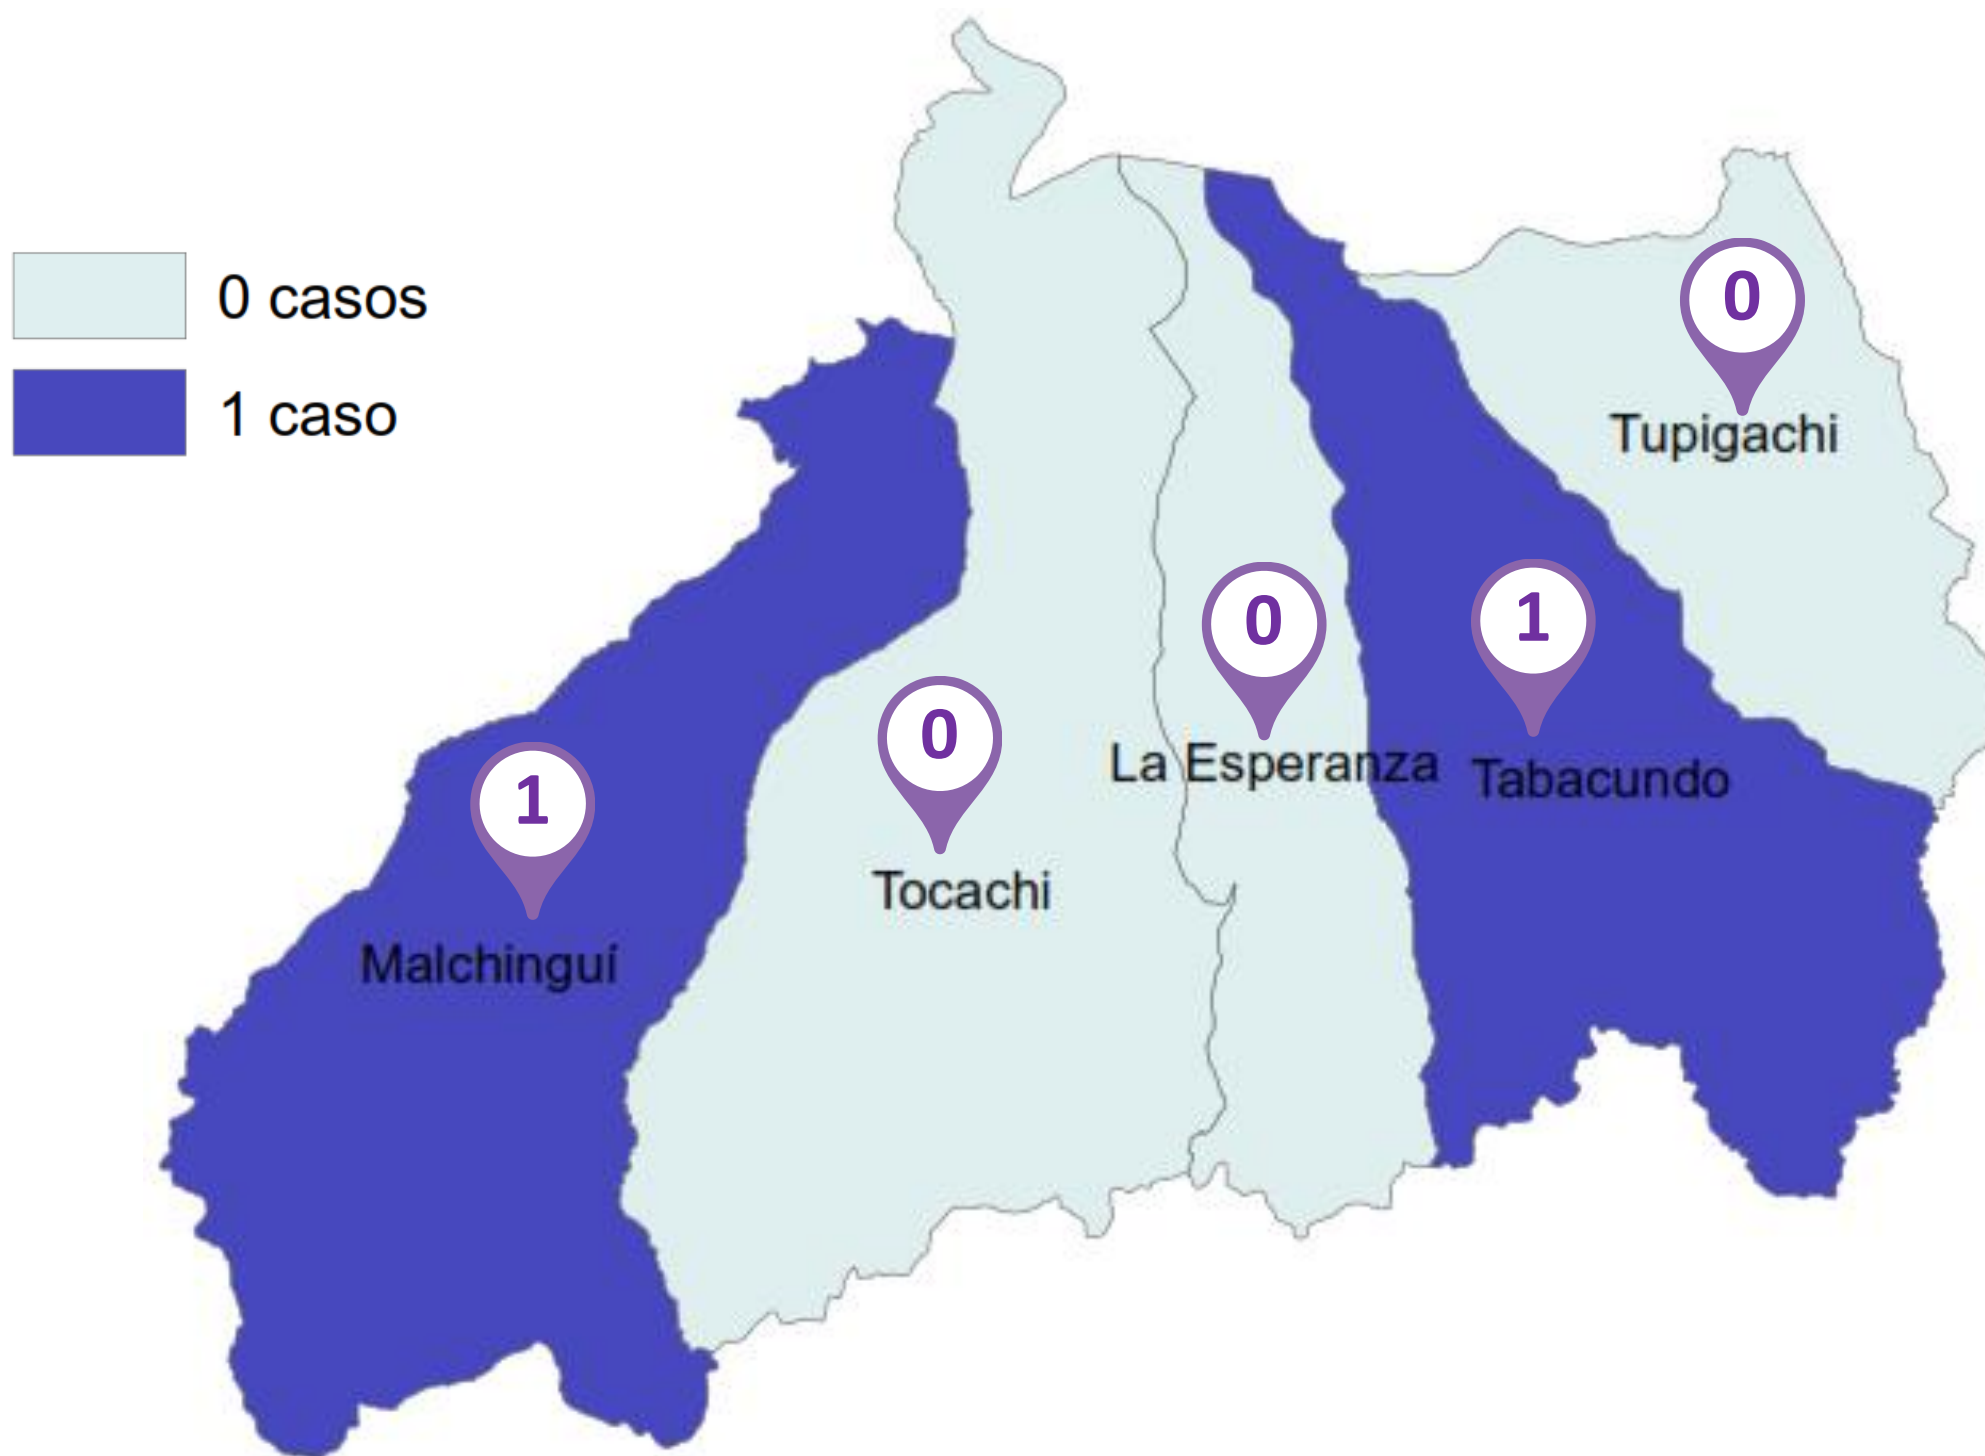 0 casos
1 caso
0
Tupigachi
0
1
La Esperanza
Tabacundo
0
Tocachi
1
Malchinguí